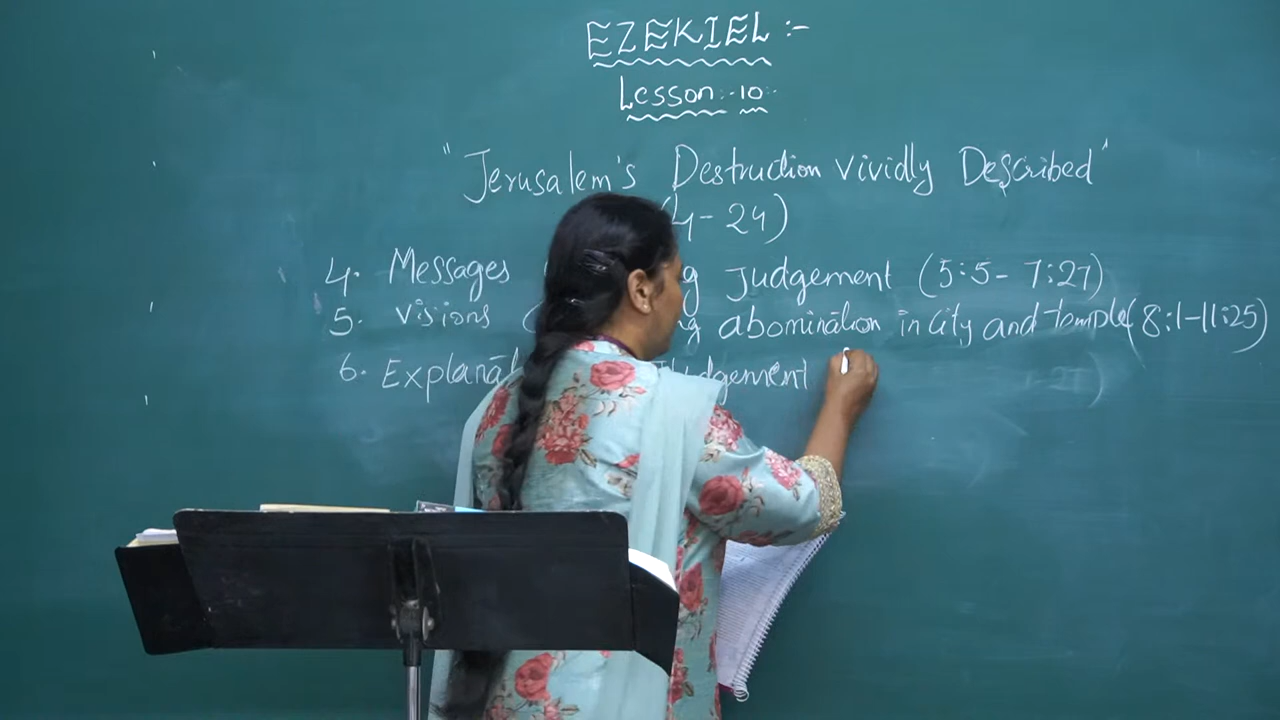 EZEKIEL :-
Lesson :- 10:-
"Jerusalem's Destruction vividly Described"
(4 - 24)
4. Messages Judgement (5:5 - 7:27)
5. Visions abomination in City and temple (8:1-11:25)
6. Judgement